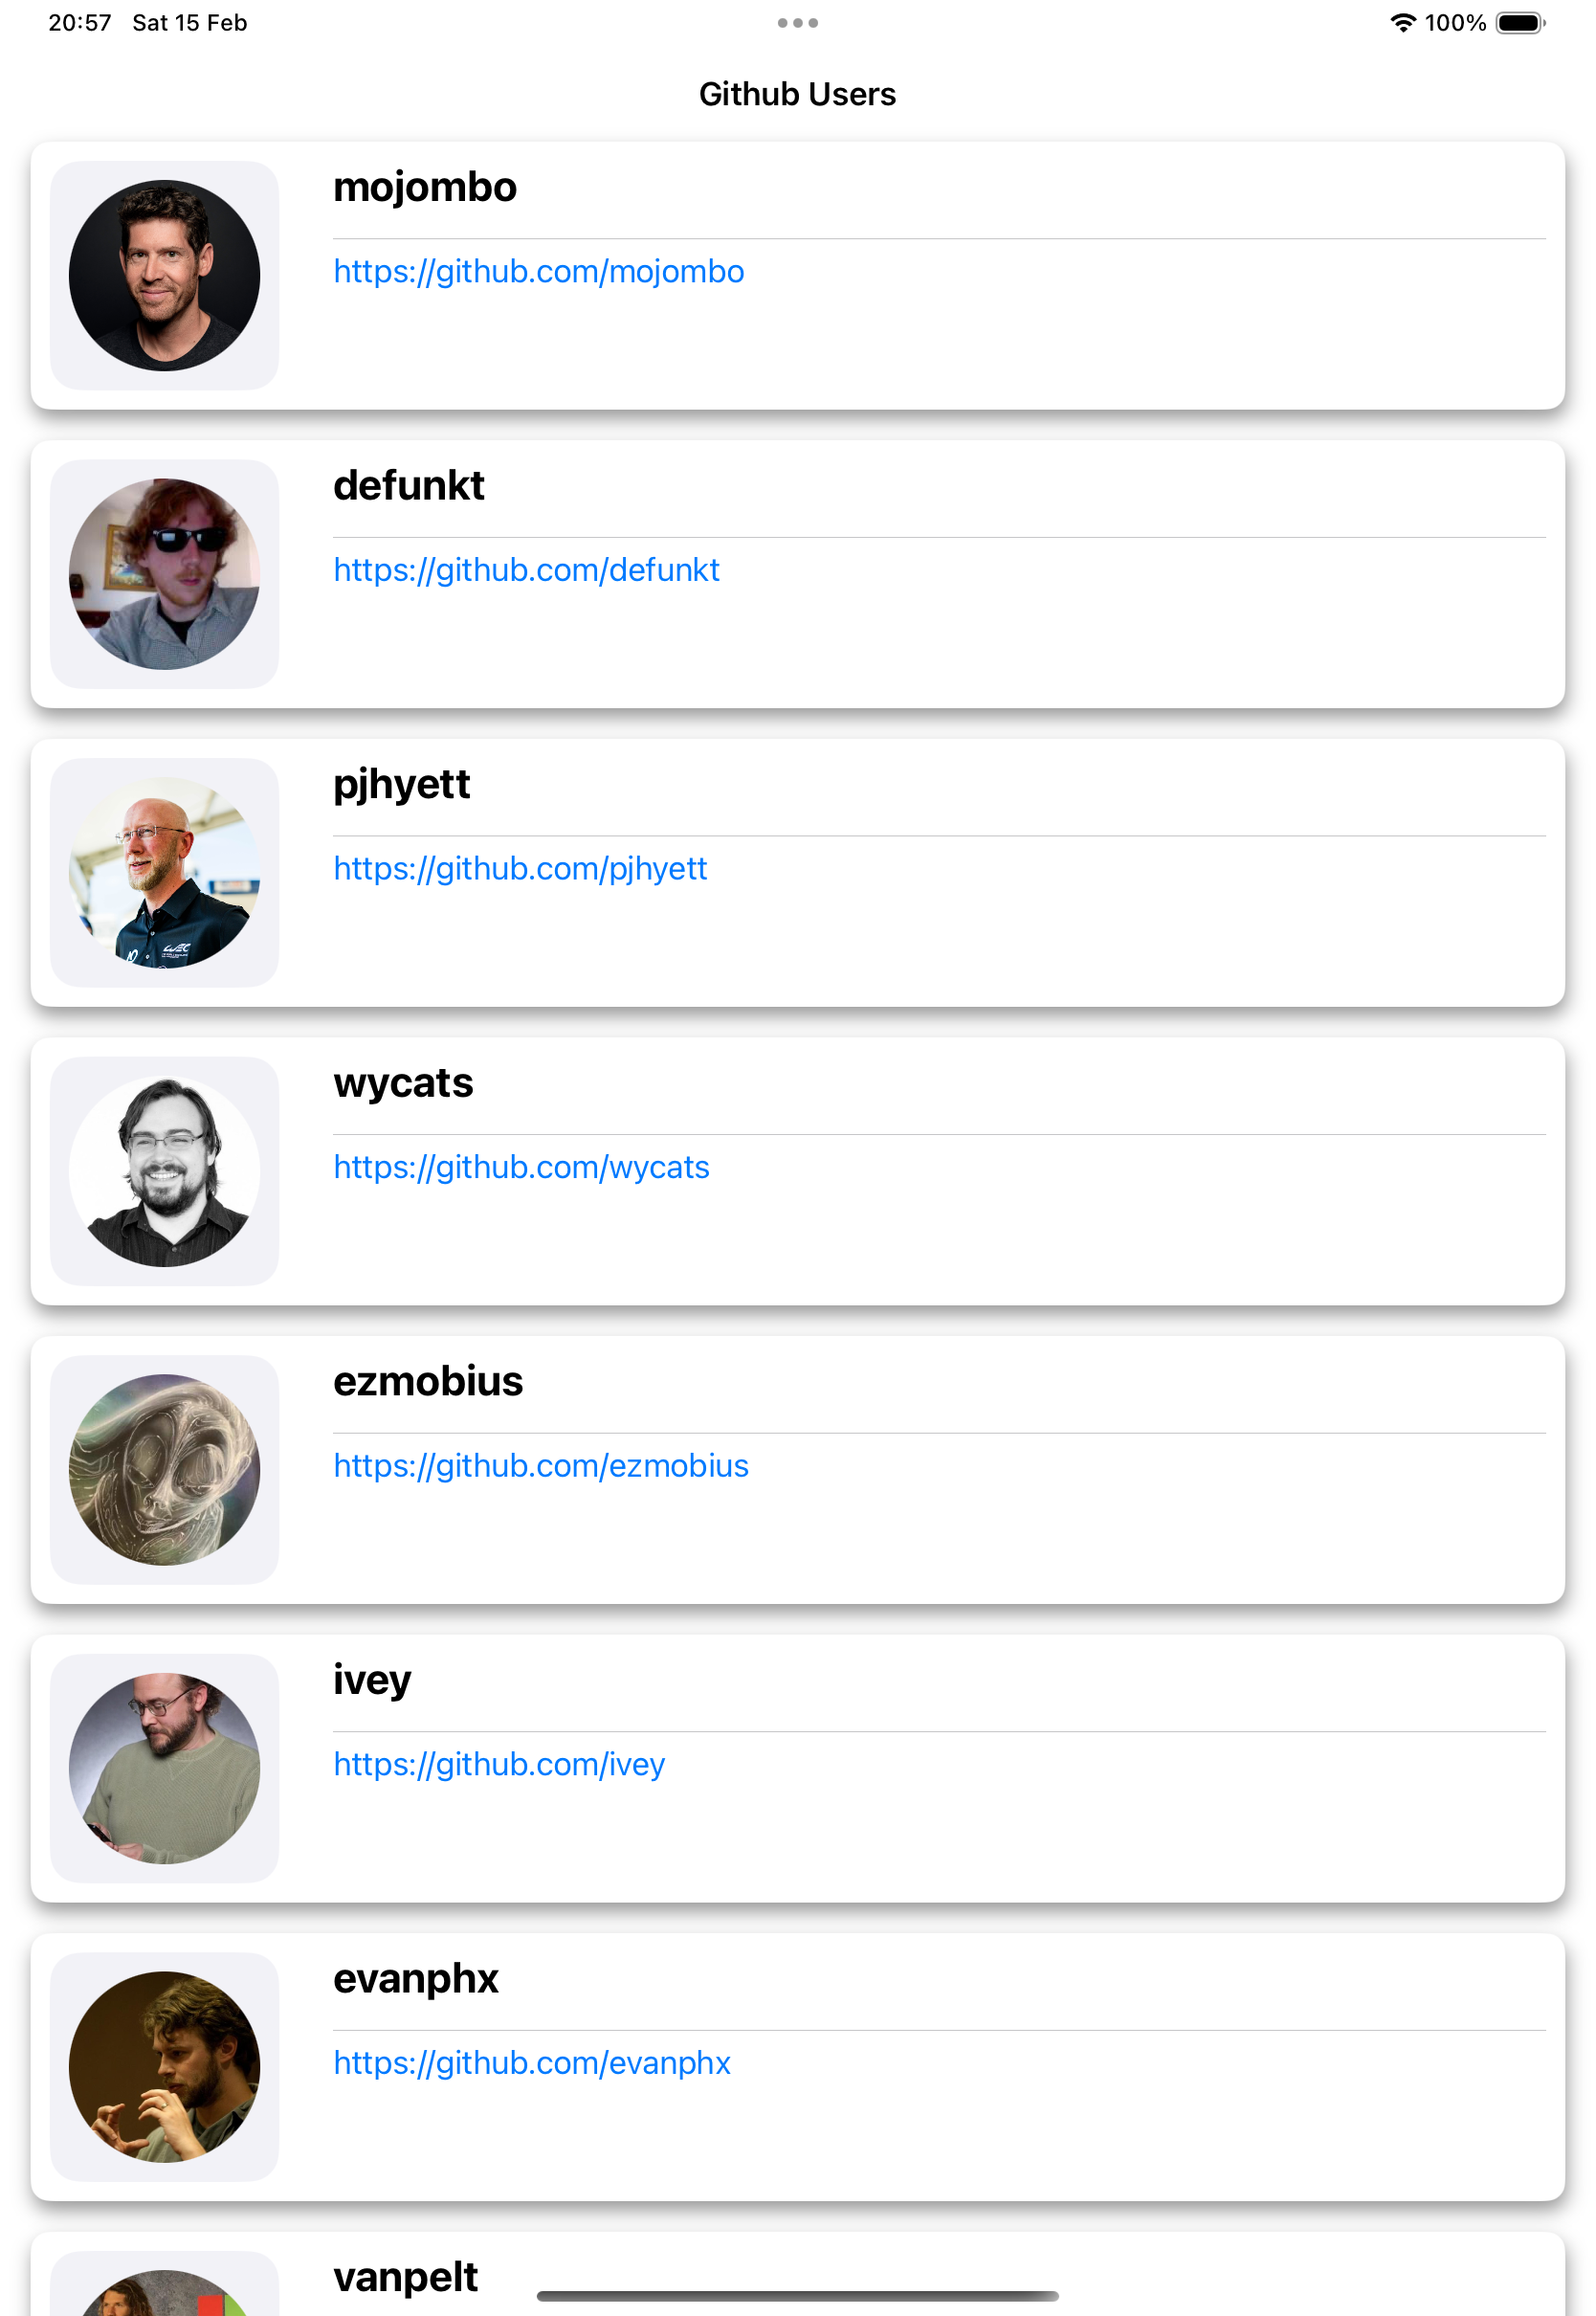 20:57 Sat 15 Feb
100%
Github Users
mojombo
https://github.com/mojombo
defunkt
https://github.com/defunkt
pjhyett
https://github.com/pjhyett
wycats
https://github.com/wycats
ezmobius
https://github.com/ezmobius
ivey
https://github.com/ivey
evanphx
https://github.com/evanphx
vanpelt